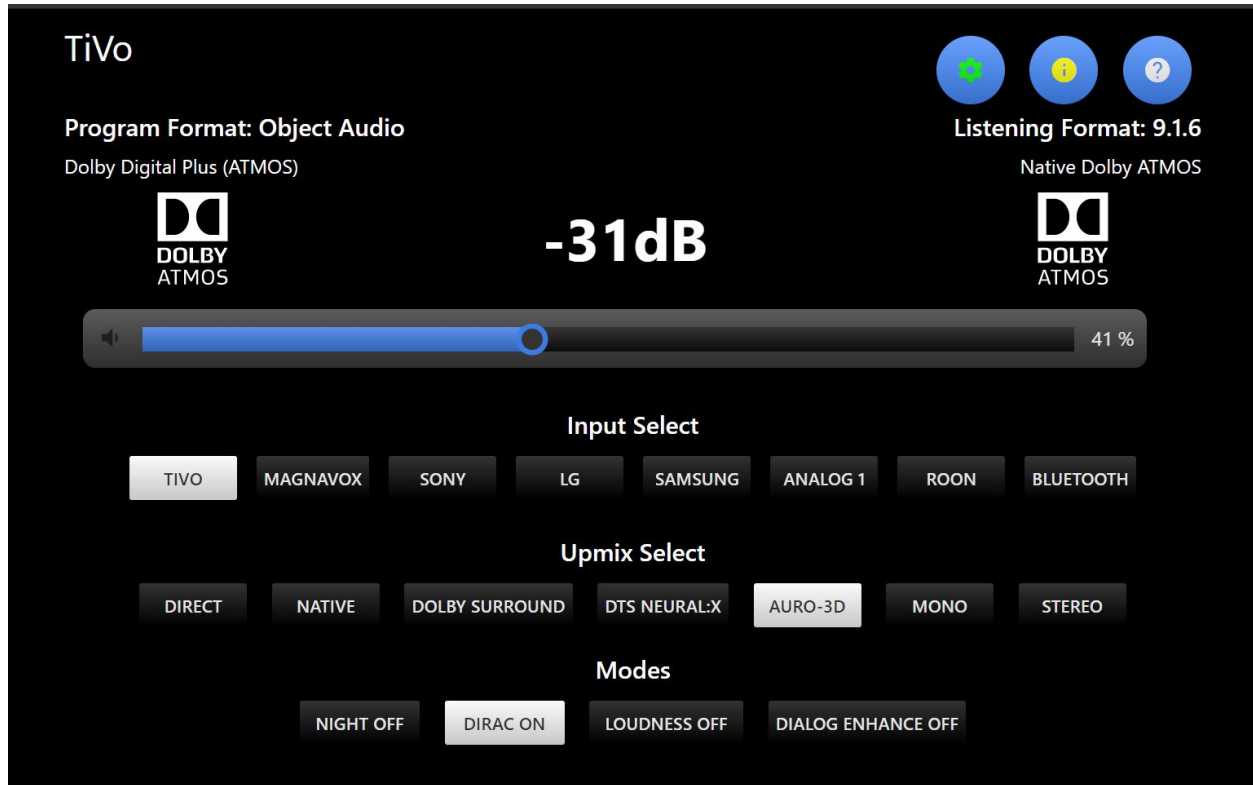 TiVo
Program Format: Object Audio
Listening Format: 9.1.6
Dolby Digital Plus (ATMOS)
Native Dolby ATMOS
DOLBY
ATMOS
-31dB
DOLBY
ATMOS
41 %
Input Select
TIVO MAGNAVOX SONY LG SAMSUNG ANALOG 1 ROON BLUETOOTH
Upmix Select
DIRECT NATIVE DOLBY SURROUND DTS NEURAL:X AURO-3D MONO STEREO
Modes
NIGHT OFF DIRAC ON LOUDNESS OFF DIALOG ENHANCE OFF